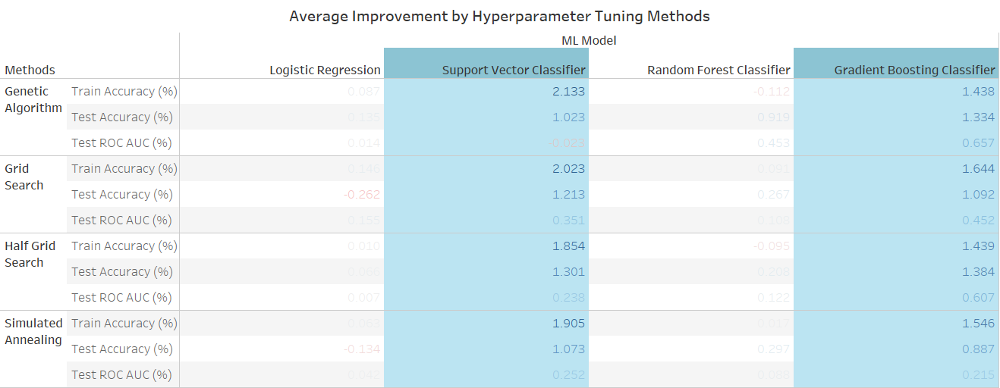 Average Improvement by Hyperparameter Tuning Methods
ML Model
Methods Logistic Regression Support Vector Classifier Random Forest Classifier Gradient Boosting Classifier
Genetic Algorithm Train Accuracy (%) 0.087 2.133 -0.112 1.438
Test Accuracy (%) 0.135 1.023 0.919 1.334
Test ROC AUC (%) 0.014 -0.023 0.453 0.657
Grid Search Train Accuracy (%) 0.146 2.023 0.091 1.644
Test Accuracy (%) -0.262 1.213 0.267 1.092
Test ROC AUC (%) 0.155 0.351 0.108 0.452
Half Grid Search Train Accuracy (%) 0.010 1.854 -0.095 1.439
Test Accuracy (%) 0.066 1.301 0.208 1.384
Test ROC AUC (%) 0.007 0.238 0.122 0.607
Simulated Annealing Train Accuracy (%) 0.063 1.905 0.017 1.546
Test Accuracy (%) -0.134 1.073 0.297 0.887
Test ROC AUC (%) 0.042 0.252 0.088 0.215